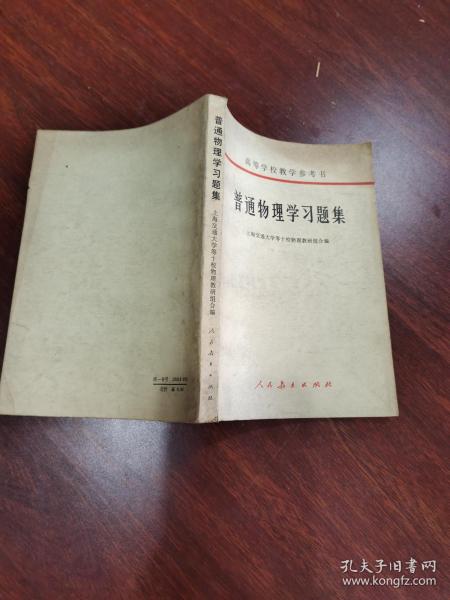 普通物理学习题集
上海交通大学等十校物理教研组合编
人民教育出版社
高等学校教学参考书
普通物理学习题集
上海交通大学等十校物理教研组合编
人民教育出版社
孔夫子旧书网
www.kongfz.com